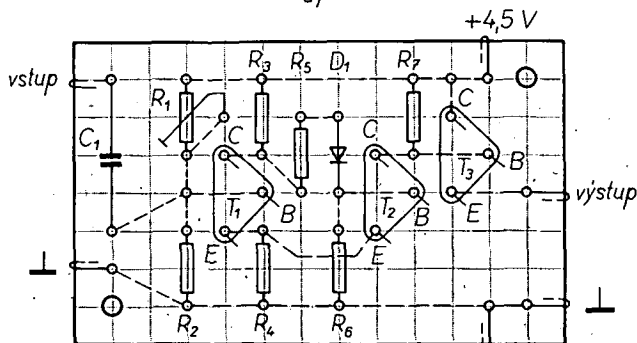 +4,5 V
vstup
R3 R5 D1 R7
R1
C
C1
C
T3
B
T1
B
T2
B
E
výstup
E
E
R2 R4 R6